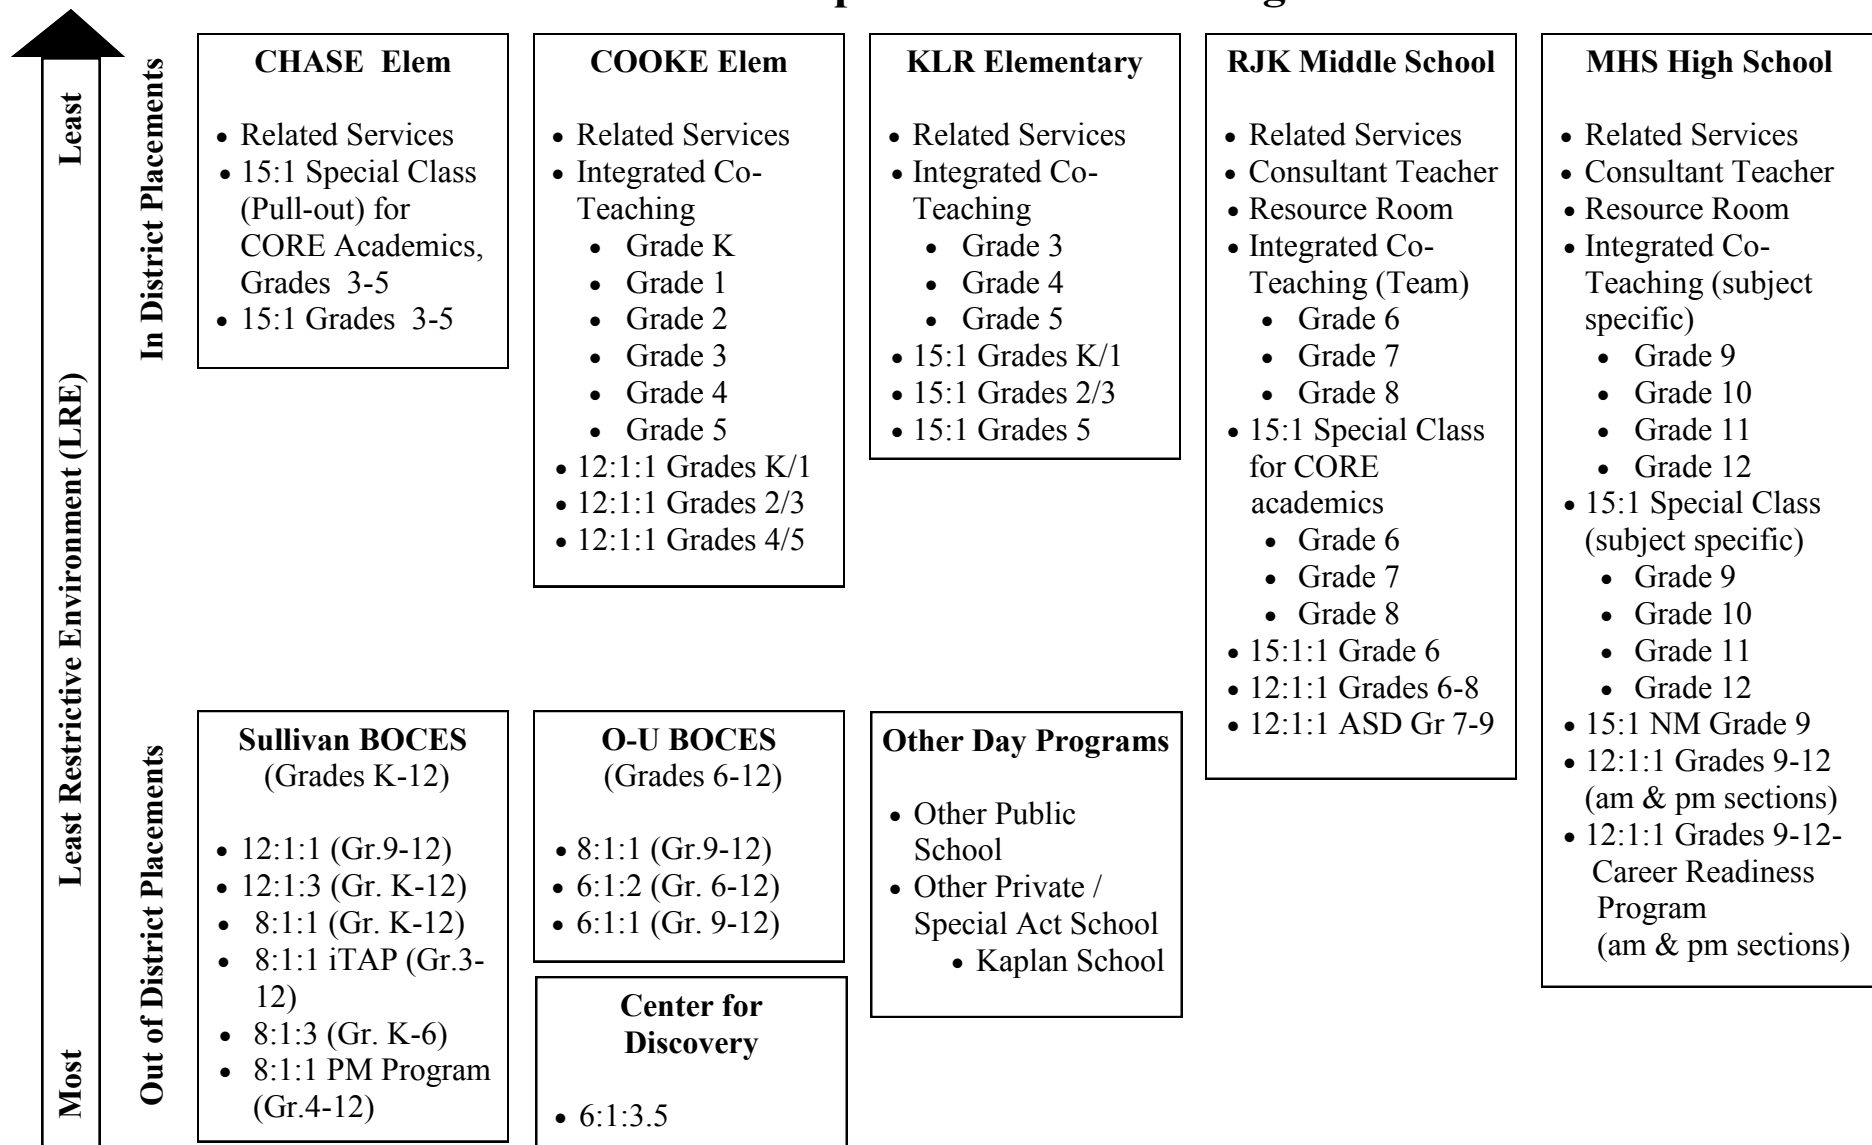 Least
Least Restrictive Environment (LRE)
Most
In District Placements
Out of District Placements
CHASE Elem
• Related Services
• 15:1 Special Class
(Pull-out) for
CORE Academics,
Grades 3-5
• 15:1 Grades 3-5
COOKE Elem
• Related Services
• Integrated Co-
Teaching
• Grade K
• Grade 1
• Grade 2
• Grade 3
• Grade 4
• Grade 5
• 12:1:1 Grades K/1
• 12:1:1 Grades 2/3
• 12:1:1 Grades 4/5
KLR Elementary
• Related Services
• Integrated Co-
Teaching
• Grade 3
• Grade 4
• Grade 5
• 15:1 Grades K/1
• 15:1 Grades 2/3
• 15:1 Grades 5
RJK Middle School
• Related Services
• Consultant Teacher
• Resource Room
• Integrated Co-
Teaching (Team)
• Grade 6
• Grade 7
• Grade 8
• 15:1 Special Class
for CORE
academics
• Grade 6
• Grade 7
• Grade 8
• 15:1:1 Grade 6
• 12:1:1 Grades 6-8
• 12:1:1 ASD Gr 7-9
MHS High School
• Related Services
• Consultant Teacher
• Resource Room
• Integrated Co-
Teaching (subject
specific)
• Grade 9
• Grade 10
• Grade 11
• Grade 12
• 15:1 Special Class
(subject specific)
• Grade 9
• Grade 10
• Grade 11
• Grade 12
• 15:1 NM Grade 9
• 12:1:1 Grades 9-12
(am & pm sections)
• 12:1:1 Grades 9-12-
Career Readiness
Program
(am & pm sections)
Sullivan BOCES
(Grades K-12)
• 12:1:1 (Gr.9-12)
• 12:1:3 (Gr. K-12)
• 8:1:1 (Gr. K-12)
• 8:1:1 iTAP (Gr.3-
12)
• 8:1:3 (Gr. K-6)
• 8:1:1 PM Program
(Gr.4-12)
O-U BOCES
(Grades 6-12)
• 8:1:1 (Gr.9-12)
• 6:1:2 (Gr. 6-12)
• 6:1:1 (Gr. 9-12)
Center for
Discovery
• 6:1:3.5
Other Day Programs
• Other Public
School
• Other Private /
Special Act School
• Kaplan School